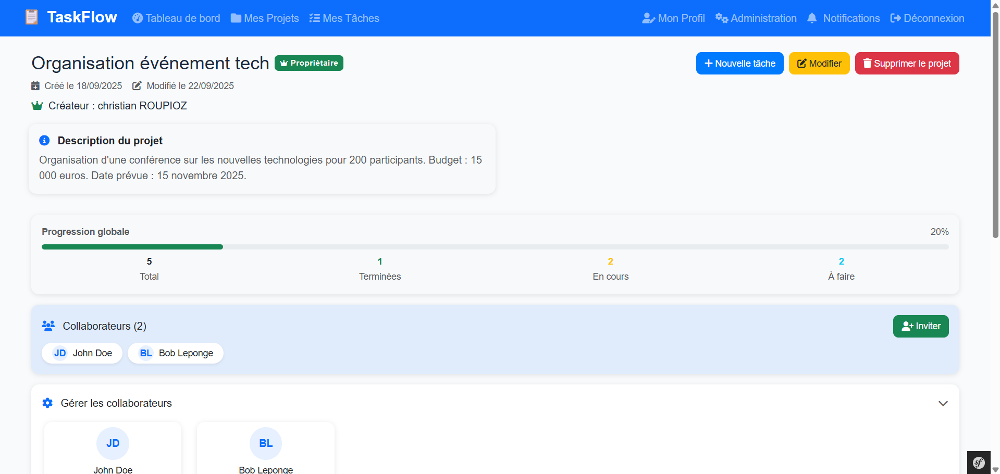 TaskFlow Tableau de bord Mes Projets Mes Tâches Mon Profil Administration Notifications Déconnexion
Organisation événement tech Propriétaire Nouvelle tâche Modifier Supprimer le projet
Créé le 18/09/2025 Modifié le 22/09/2025
Créateur : christian ROUPIOZ
Description du projet
Organisation d'une conférence sur les nouvelles technologies pour 200 participants. Budget : 15
000 euros. Date prévue : 15 novembre 2025.
Progression globale 20%
5 1 2 2
Total Terminées En cours À faire
Collaborateurs (2) Inviter
JD John Doe BL Bob Leponge
Gérer les collaborateurs
JD BL
John Doe Bob Leponge
sf